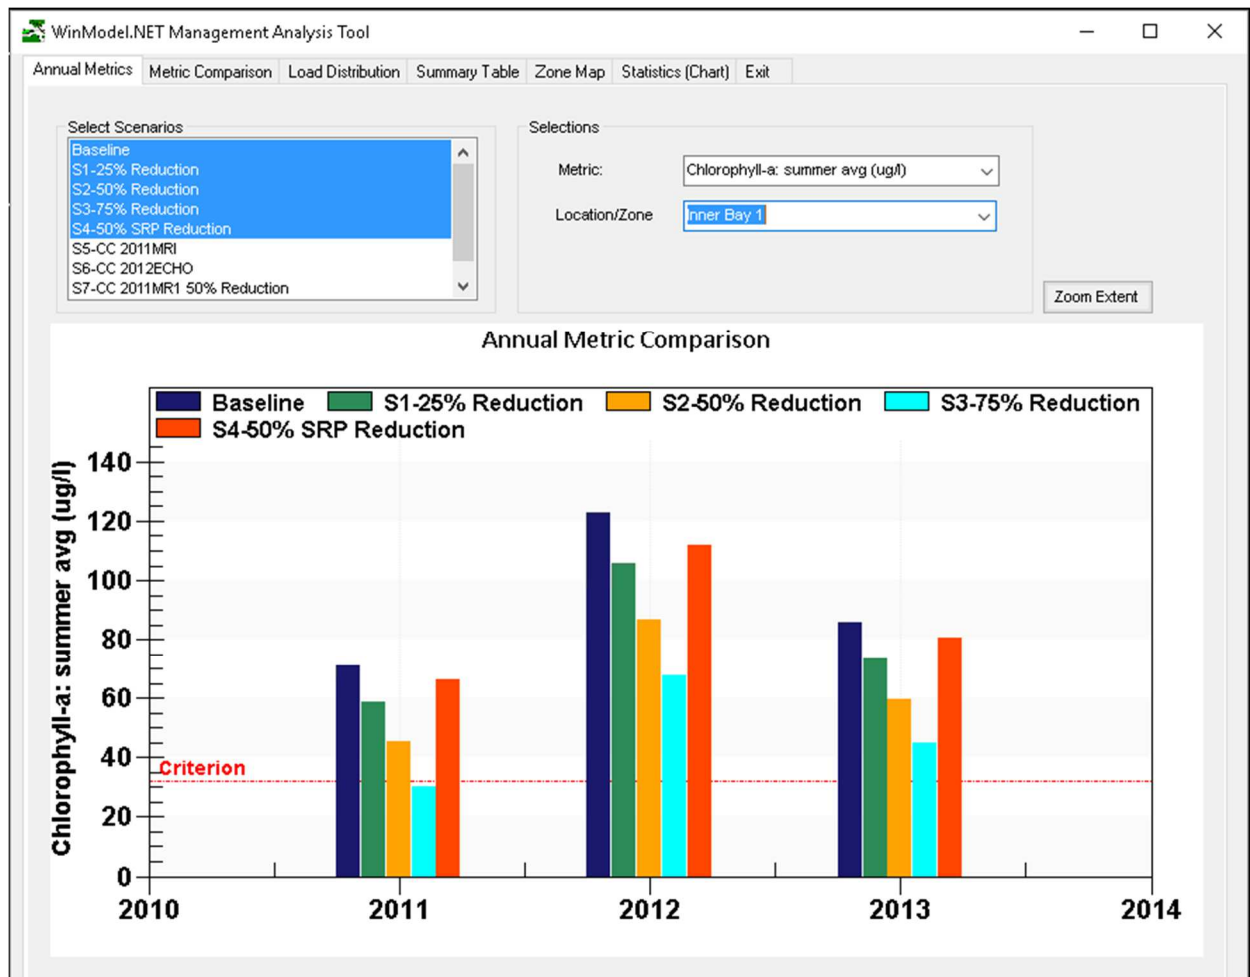 WinModel.NET Management Analysis Tool
Annual Metrics Metric Comparison Load Distribution Summary Table Zone Map Statistics (Chart) Exit
Select Scenarios
Baseline
S1-25% Reduction
S2-50% Reduction
S3-75% Reduction
S4-50% SRP Reduction
S5-CC 2011MRI
S6-CC 2012ECHO
S7-CC 2011MR1 50% Reduction
Selections
Metric: Chlorophyll-a: summer avg (ug/l)
Location/Zone Inner Bay 1
Zoom Extent
Annual Metric Comparison
Baseline S1-25% Reduction S2-50% Reduction S3-75% Reduction
S4-50% SRP Reduction
Chlorophyll-a: summer avg (ug/l)
140
120
100
80
60
40
Criterion
20
0
2010 2011 2012 2013 2014